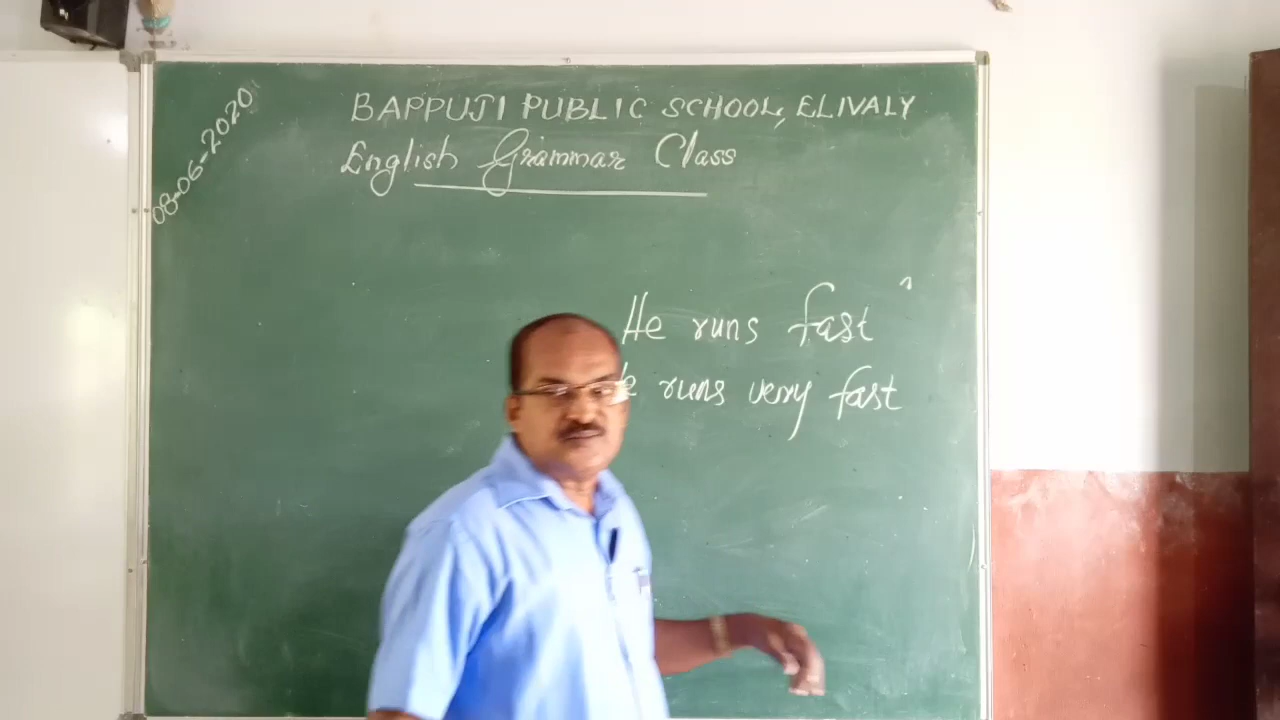 08-06-2020
BAPPUJI PUBLIC SCHOOL, ELIVALY
English Grammar Class
He runs fast
runs very fast